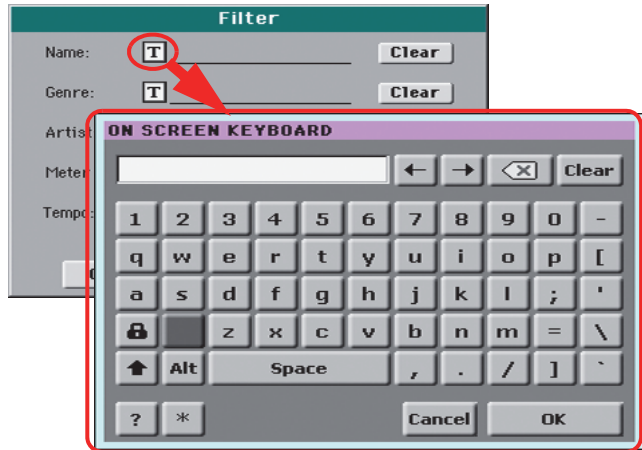 Filter
Name: T Clear
Genre: T Clear
Artist
Meter
Tempo:
ON SCREEN KEYBOARD
← → ⌫ Clear
1 2 3 4 5 6 7 8 9 0 -
q w e r t y u i o p [
a s d f g h j k l ; '
z x c v b n m = \
Alt Space , . / ] `
? * Cancel OK